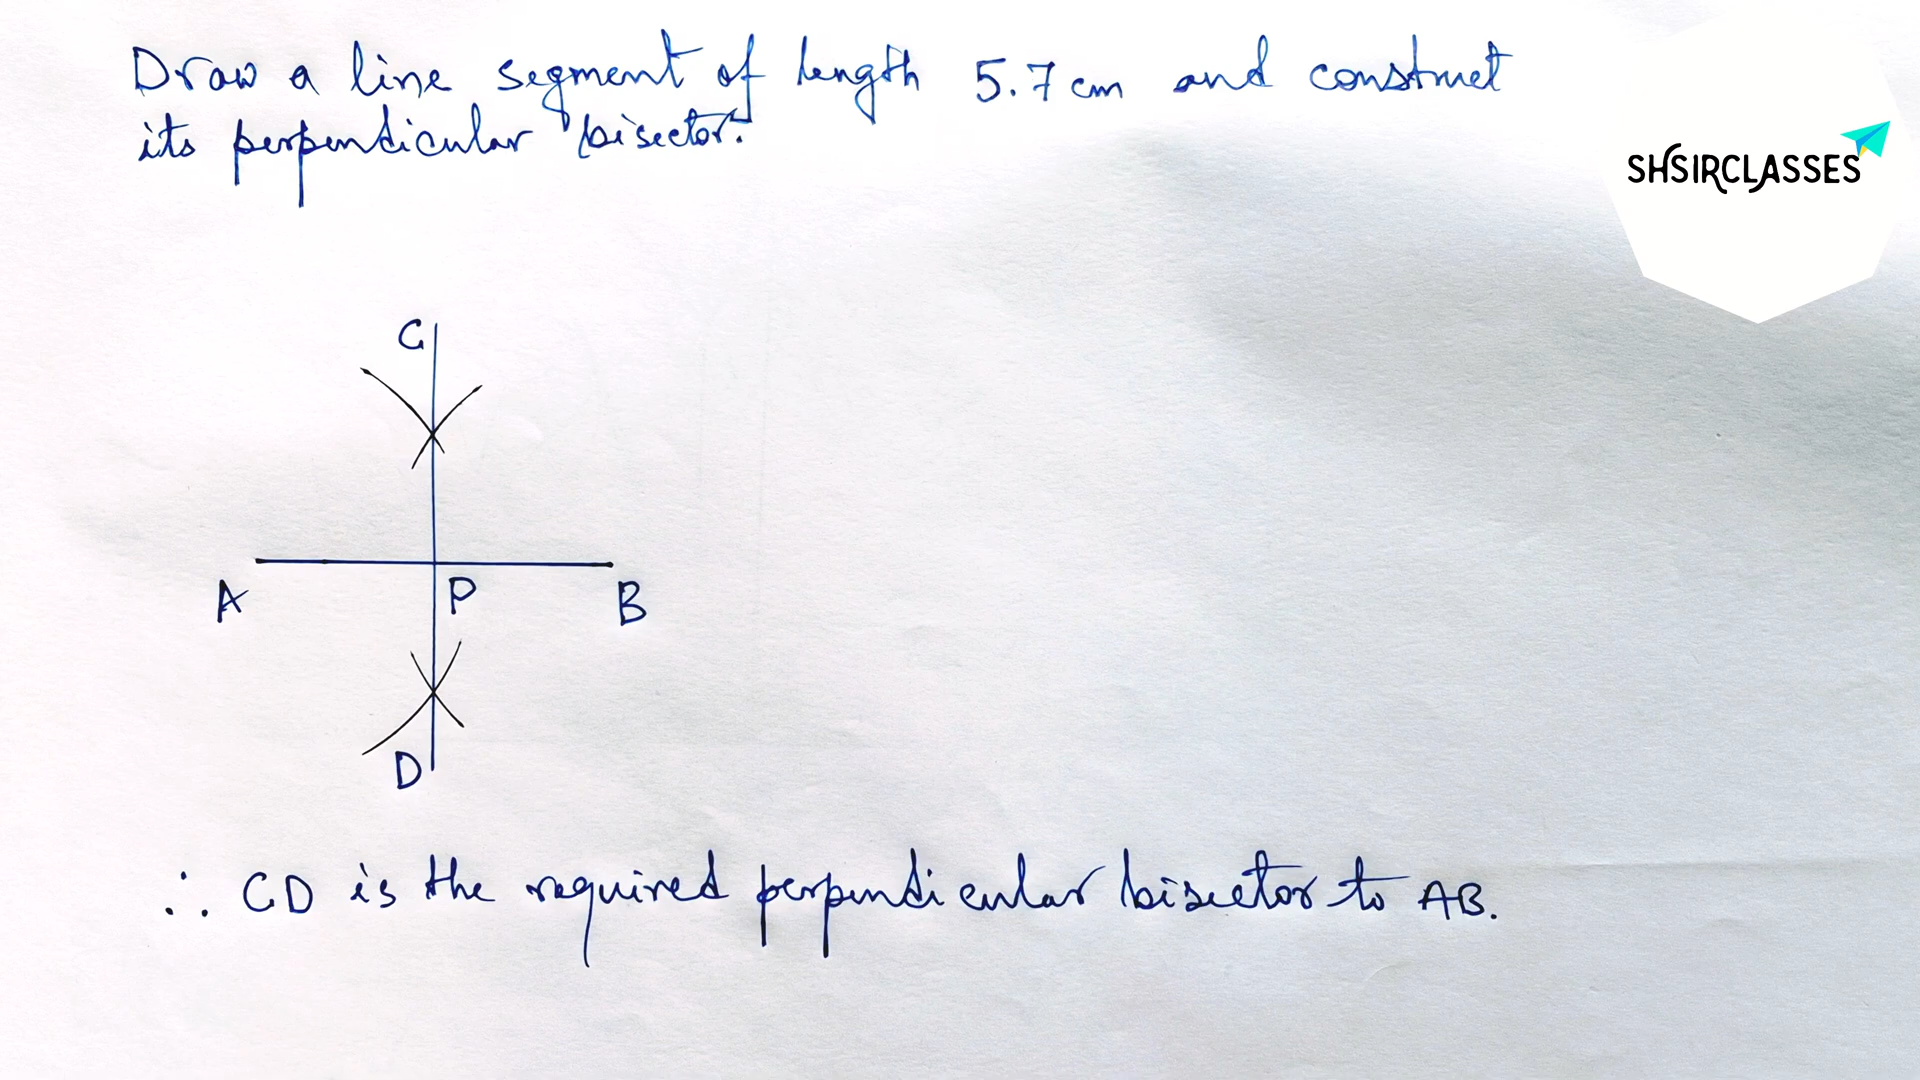 Draw a line segment of length 5.7 cm and construct
its perpendicular bisector.
SHSIRCLASSES
C
A P B
D
∴ CD is the required perpendicular bisector to AB.